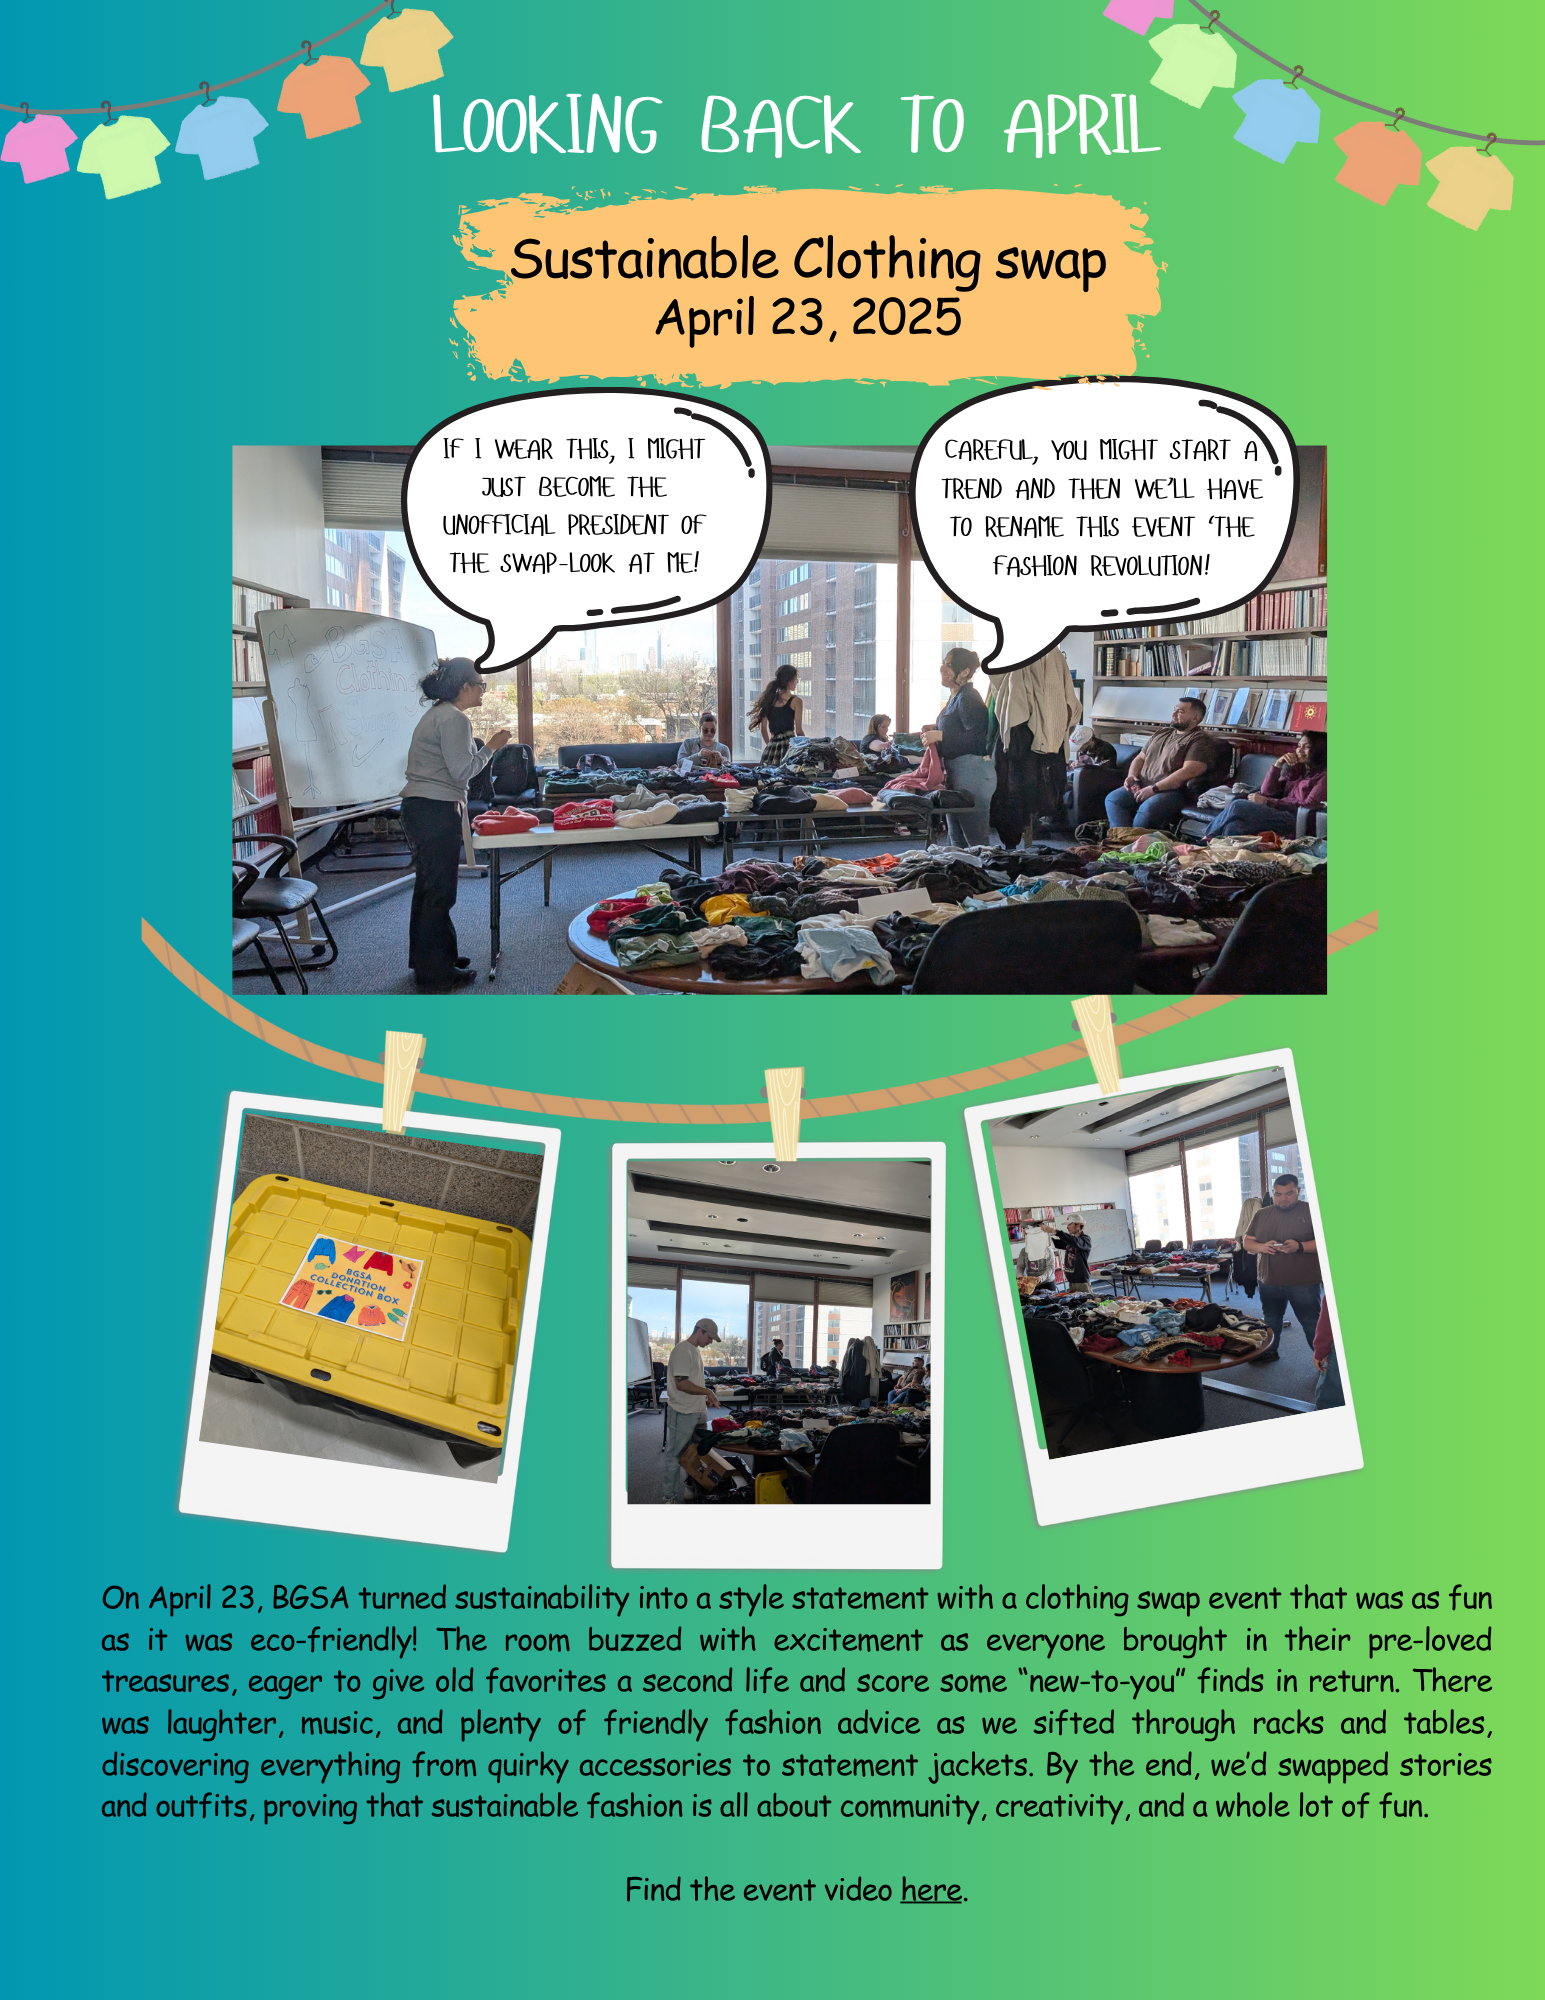 LOOKING BACK TO APRIL
Sustainable Clothing swap
April 23, 2025
IF I WEAR THIS, I MIGHT
JUST BECOME THE
UNOFFICIAL PRESIDENT OF
THE SWAP-LOOK AT ME!
CAREFUL, YOU MIGHT START A
TREND AND THEN WE'LL HAVE
TO RENAME THIS EVENT ‘THE
FASHION REVOLUTION!
BGSA
Clothing
BGSA
DONATION
COLLECTION BOX
On April 23, BGSA turned sustainability into a style statement with a clothing swap event that was as fun
as it was eco-friendly! The room buzzed with excitement as everyone brought in their pre-loved
treasures, eager to give old favorites a second life and score some “new-to-you” finds in return. There
was laughter, music, and plenty of friendly fashion advice as we sifted through racks and tables,
discovering everything from quirky accessories to statement jackets. By the end, we’d swapped stories
and outfits, proving that sustainable fashion is all about community, creativity, and a whole lot of fun.
Find the event video here.